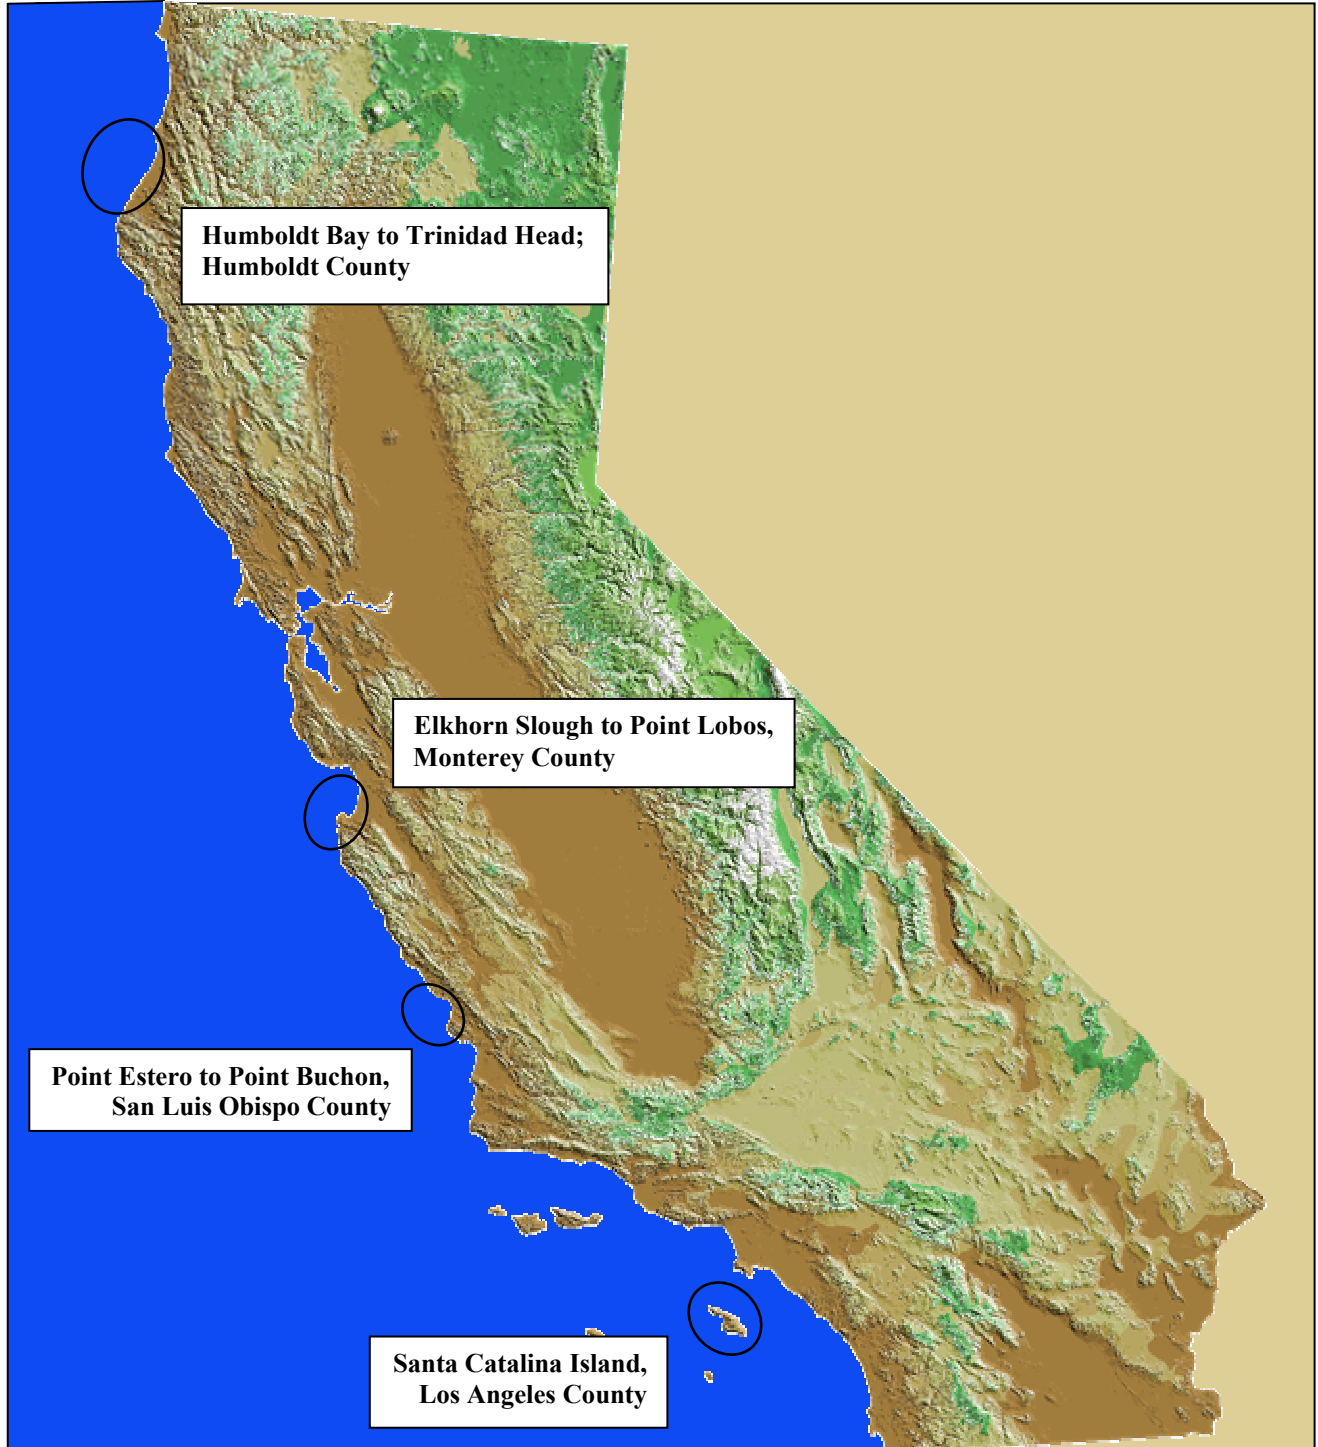 Humboldt Bay to Trinidad Head;
Humboldt County
Elkhorn Slough to Point Lobos,
Monterey County
Point Estero to Point Buchon,
San Luis Obispo County
Santa Catalina Island,
Los Angeles County